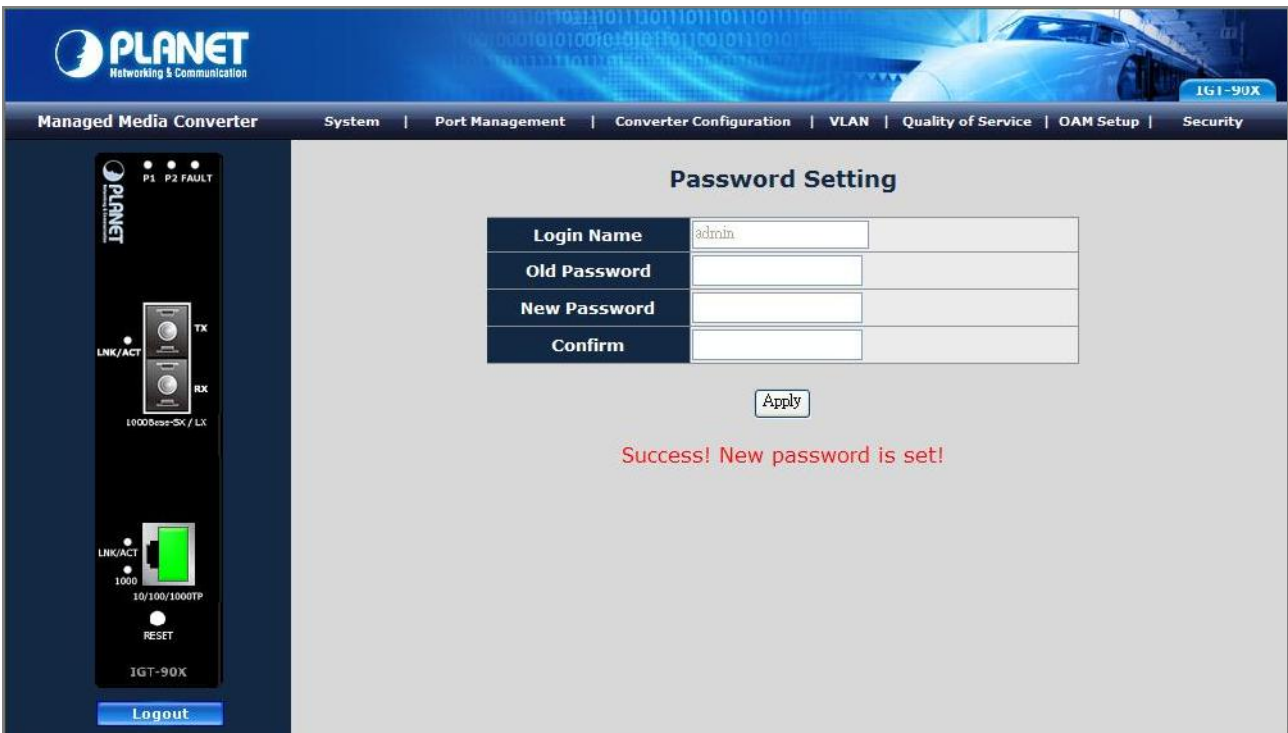 PLANET
Networking & Communication
IGT-90X
Managed Media Converter
System | Port Management | Converter Configuration | VLAN | Quality of Service | OAM Setup | Security
P1 P2 FAULT
PLANET
TX
LNK/ACT
RX
1000Base-SX / LX
LNK/ACT
1000
10/100/1000TP
RESET
IGT-90X
Logout
Password Setting
Login Name admin
Old Password
New Password
Confirm
Apply
Success! New password is set!